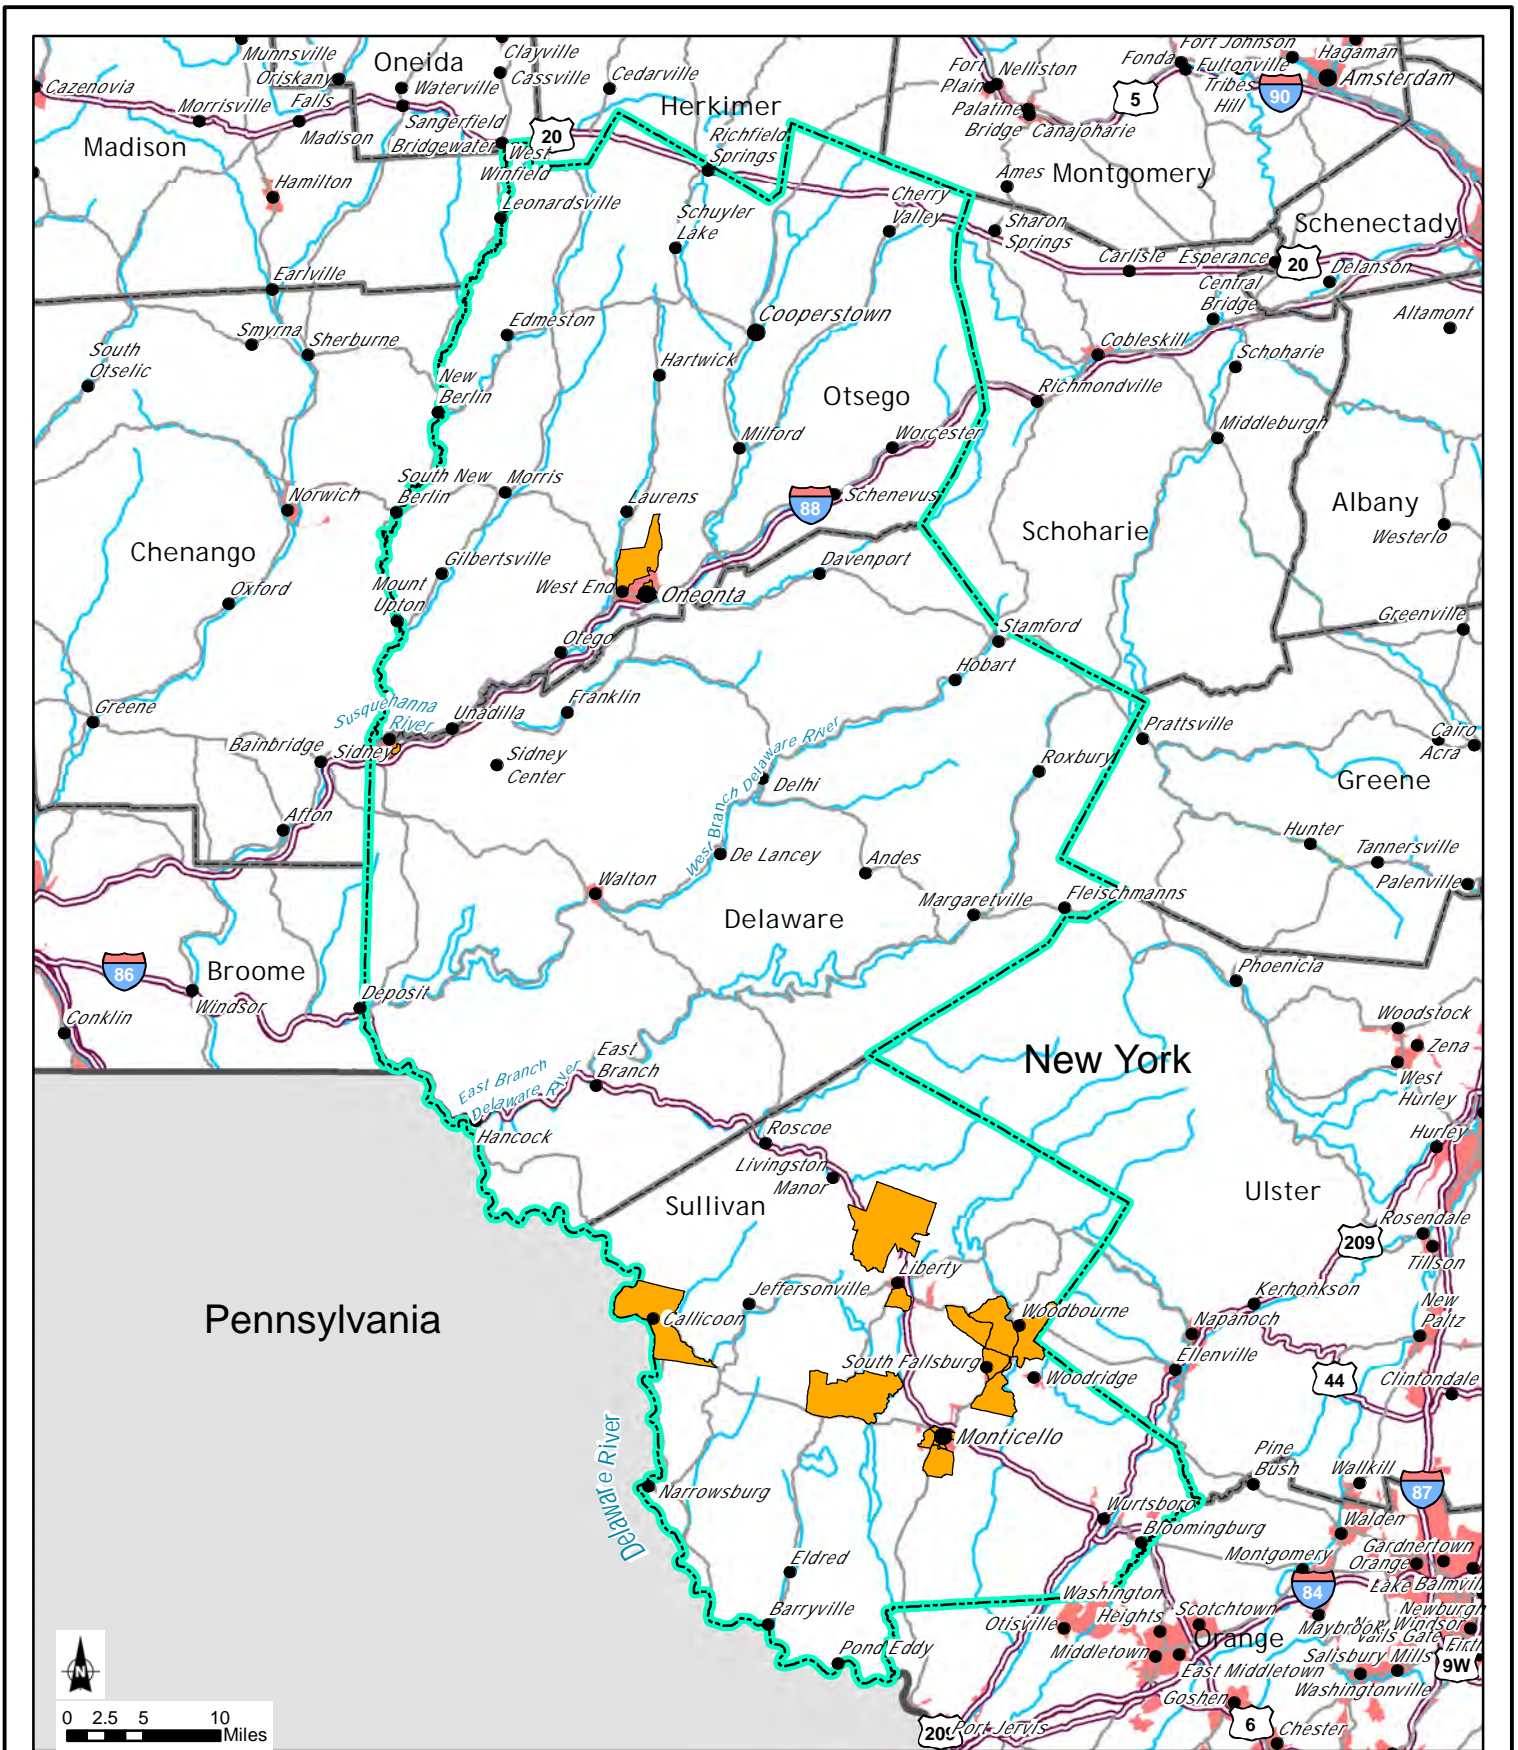 Munnsville
Oneida
Clayville
Cassville
Cedarville
Fort Johnson
Hagaman
Fonda
Fultonville
Fort
Plain
Nelliston
Tribes
Hill
90
Amsterdam
5
Cazenovia
Oriskany
Falls
Waterville
Herkimer
Palatine
Bridge
Canajoharie
Morrisville
Madison
Sangerfield
Bridgewater
20
West
Winfield
Richfield
Springs
Madison
Hamilton
Ames
Montgomery
Leonardsville
Schuyler
Lake
Cherry
Valley
Sharon
Springs
Schenectady
Carlisle
Esperance
20
Delanson
Earlville
Central
Bridge
Altamont
Smyrna
Sherburne
Edmeston
Cooperstown
Cobleskill
Schoharie
South
Otselic
Hartwick
New
Berlin
Otsego
Richmondville
Milford
Worcester
Middleburgh
South New
Berlin
Morris
Norwich
Laurens
88
Schenevus
Albany
Westerlo
Schoharie
Chenango
Gilbertsville
Davenport
Oxford
Mount
Upton
West End
Oneonta
Greenville
Otego
Stamford
Hobart
Greene
Susquehanna
River
Unadilla
Franklin
Prattsville
Cairo
Acra
Bainbridge
Sidney
Sidney
Center
West Branch Delaware River
Roxbury
Greene
Delhi
Afton
Hunter
Tannersville
De Lancey
Andes
Palenville
Walton
Margaretville
Fleischmanns
Delaware
Broome
86
Windsor
Deposit
Phoenicia
Conklin
Woodstock
Zena
East
Branch
New York
West
Hurley
East Branch
Delaware River
Hancock
Roscoe
Hurley
Livingston
Manor
Sullivan
Ulster
Rosendale
209
Tillson
Liberty
Pennsylvania
Jeffersonville
Kerhonkson
Callicoon
Woodbourne
Napanoch
New
Paltz
South Fallsburg
Woodridge
Ellenville
44
Clintondale
Delaware River
Monticello
Pine
Bush
Wallkill
87
Narrowsburg
Wurtsboro
Walden
Bloomingburg
Gardnertown
Montgomery
Orange
Lake
Balmvil
Eldred
84
Washington
Heights
Newburgh
Barryville
Otisville
Scotchtown
Maybrook
New Windsor
Vails Gate
Orange
Pond Eddy
Middletown
East Middletown
Salisbury Mills
9W
Washingtonville
Goshen
N
0 2.5 5 10
Miles
209
Port Jervis
6
Chester